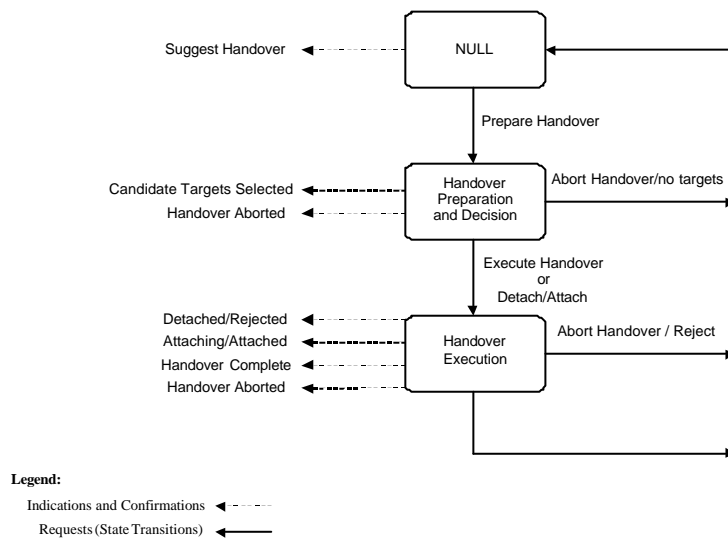 Suggest Handover
NULL
Prepare Handover
Candidate Targets Selected
Handover Aborted
Handover
Preparation
and Decision
Abort Handover/no targets
Execute Handover
or
Detach/Attach
Detached/Rejected
Attaching/Attached
Handover Complete
Handover Aborted
Handover
Execution
Abort Handover / Reject
Legend:
Indications and Confirmations
Requests (State Transitions)